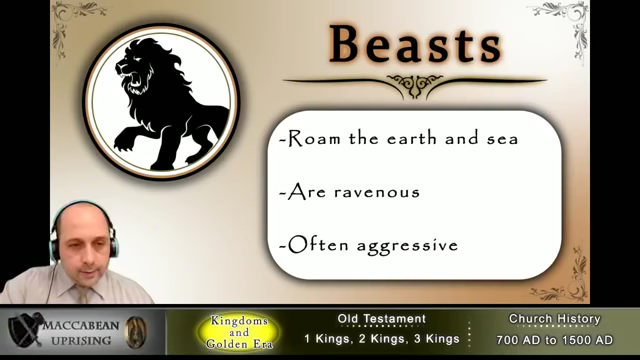 Beasts
-Roam the earth and sea
-Are ravenous
-Often aggressive
MACCABEAN
UPRISING
Kingdoms
and
Golden Era
Old Testament
1 Kings, 2 Kings, 3 Kings
Church History
700 AD to 1500 AD